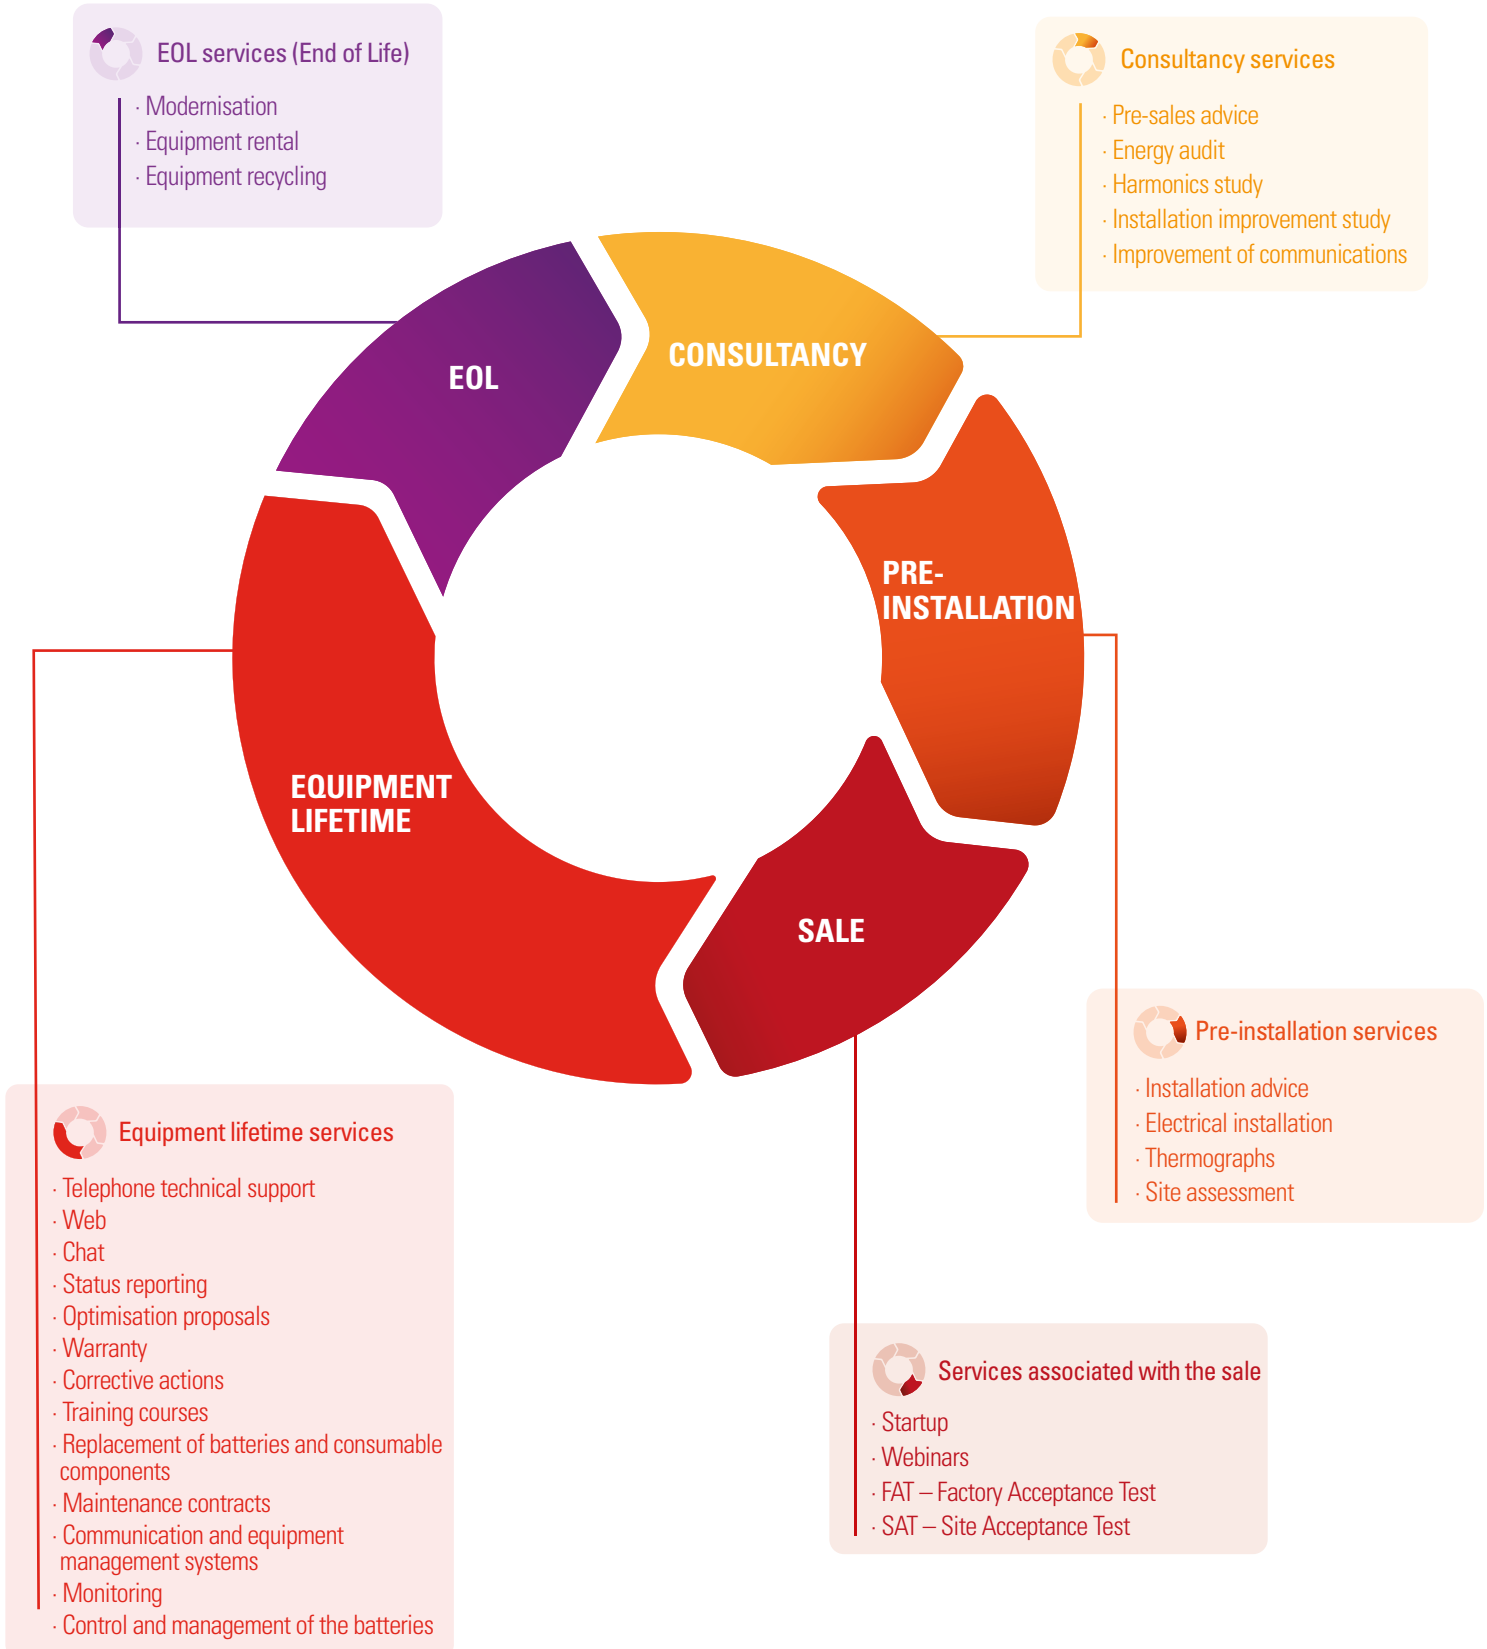 EOL services (End of Life)
· Modernisation
· Equipment rental
· Equipment recycling
Consultancy services
· Pre-sales advice
· Energy audit
· Harmonics study
· Installation improvement study
· Improvement of communications
EOL
CONSULTANCY
PRE-
INSTALLATION
EQUIPMENT
LIFETIME
SALE
Pre-installation services
· Installation advice
· Electrical installation
· Thermographs
· Site assessment
Equipment lifetime services
· Telephone technical support
· Web
· Chat
· Status reporting
· Optimisation proposals
· Warranty
· Corrective actions
· Training courses
· Replacement of batteries and consumable
components
· Maintenance contracts
· Communication and equipment
management systems
· Monitoring
· Control and management of the batteries
Services associated with the sale
· Startup
· Webinars
· FAT – Factory Acceptance Test
· SAT – Site Acceptance Test